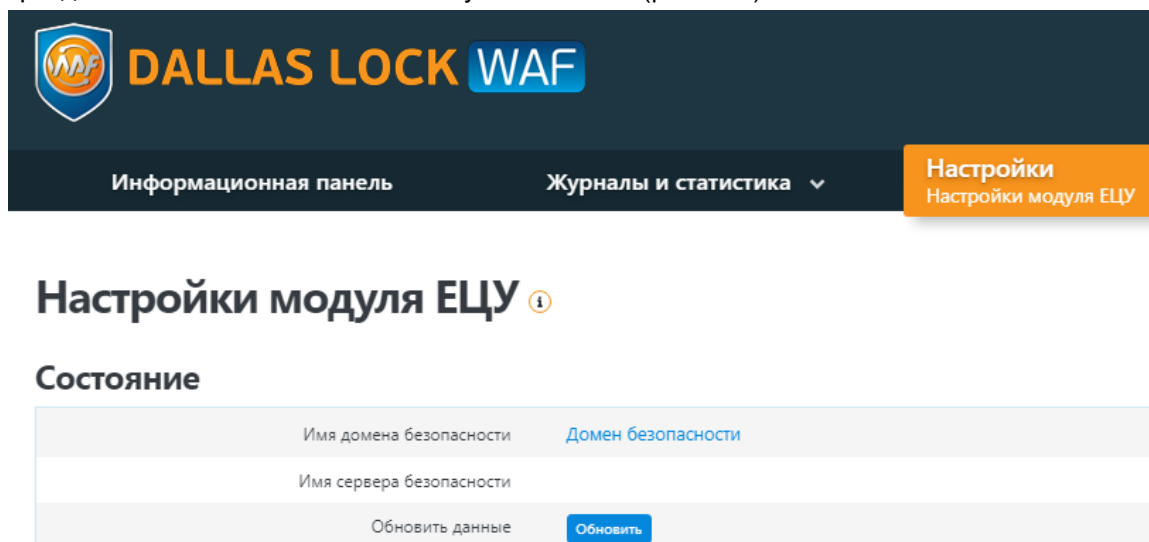 WAF DALLAS LOCK WAF
Информационная панель Журналы и статистика Настройки
Настройки модуля ЕЦУ
Настройки модуля ЕЦУ
Состояние
Имя домена безопасности Домен безопасности
Имя сервера безопасности
Обновить данные Обновить